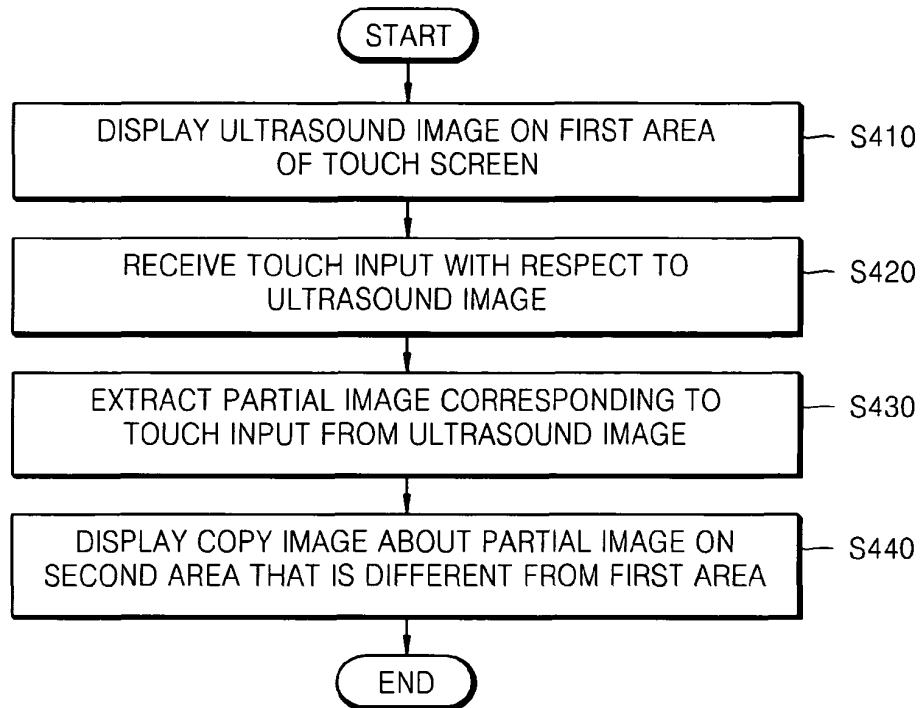 START
DISPLAY ULTRASOUND IMAGE ON FIRST AREA
OF TOUCH SCREEN
S410
RECEIVE TOUCH INPUT WITH RESPECT TO
ULTRASOUND IMAGE
S420
EXTRACT PARTIAL IMAGE CORRESPONDING TO
TOUCH INPUT FROM ULTRASOUND IMAGE
S430
DISPLAY COPY IMAGE ABOUT PARTIAL IMAGE ON
SECOND AREA THAT IS DIFFERENT FROM FIRST AREA
S440
END